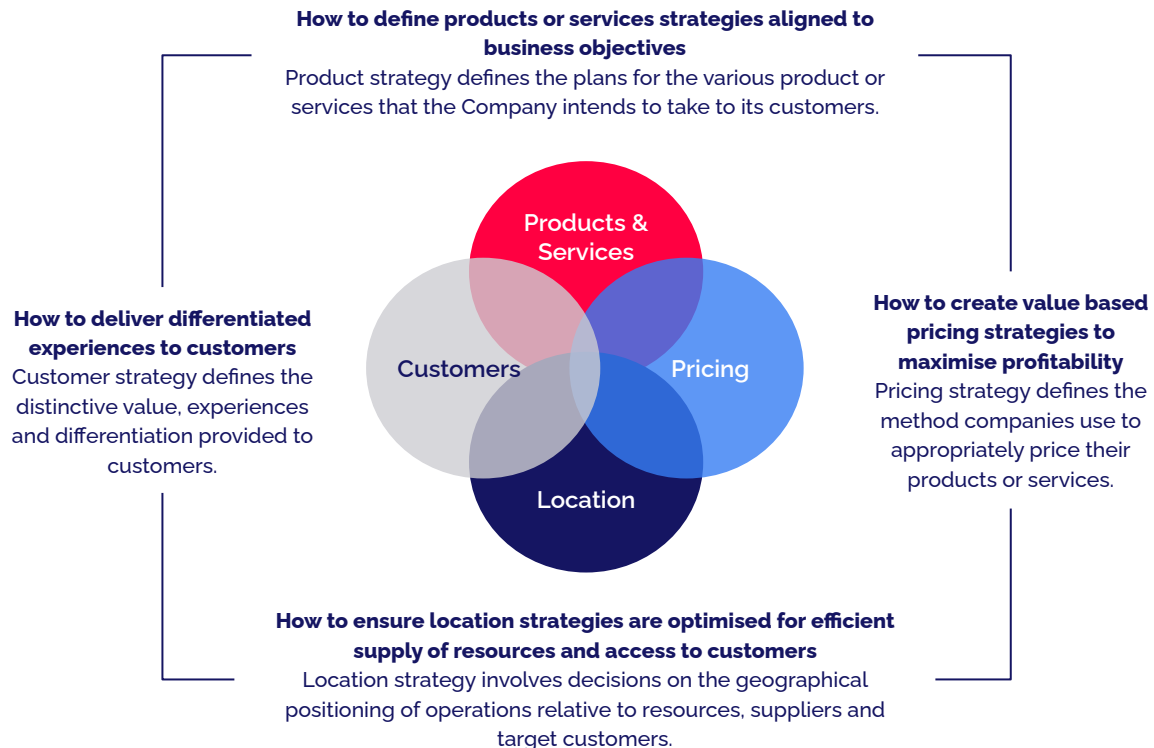 How to define products or services strategies aligned to
business objectives
Product strategy defines the plans for the various product or
services that the Company intends to take to its customers.
Products &
Services
How to deliver differentiated
experiences to customers
Customer strategy defines the
distinctive value, experiences
and differentiation provided to
customers.
Customers
Pricing
How to create value based
pricing strategies to
maximise profitability
Pricing strategy defines the
method companies use to
appropriately price their
products or services.
Location
How to ensure location strategies are optimised for efficient
supply of resources and access to customers
Location strategy involves decisions on the geographical
positioning of operations relative to resources, suppliers and
target customers.